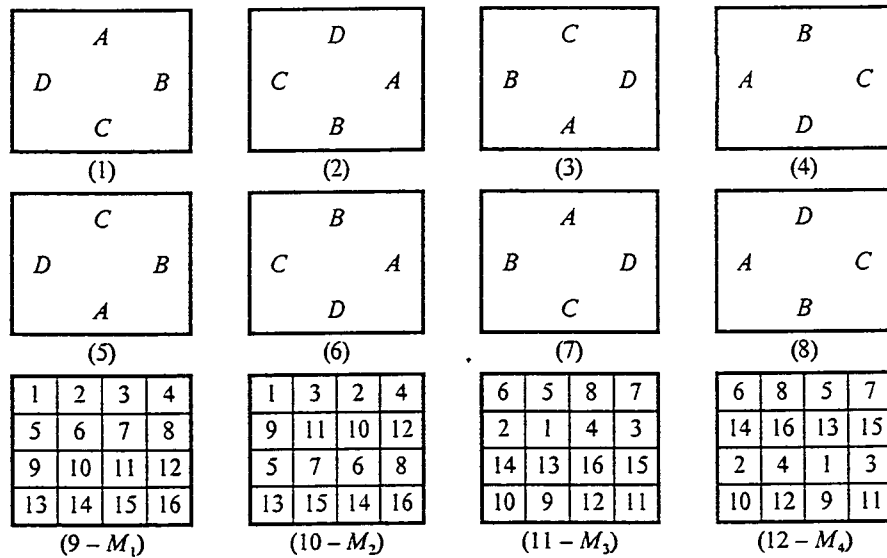 A D C B
D B C A B D A C
C B A D
(1) (2) (3) (4)
C B A D
D B C A B D A C
A D C B
(5) (6) (7) (8)
1 2 3 4 1 3 2 4 6 5 8 7 6 8 5 7
5 6 7 8 9 11 10 12 2 1 4 3 14 16 13 15
9 10 11 12 5 7 6 8 14 13 16 15 2 4 1 3
13 14 15 16 13 15 14 16 10 9 12 11 10 12 9 11
(9 – M₁) (10 – M₂) (11 – M₃) (12 – M₄)